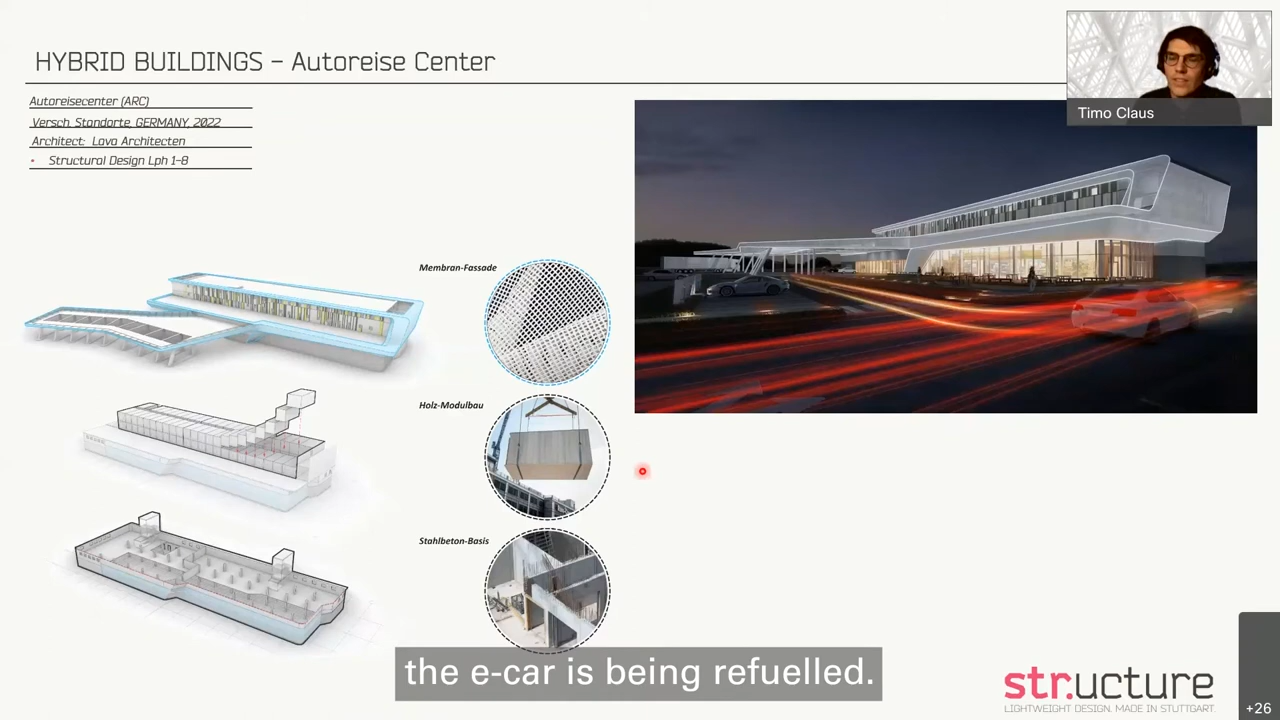 HYBRID BUILDINGS – Autoreise Center
Timo Claus
Autoreisecenter (ARC)
Versch. Standorte, GERMANY, 2022
Architect: Lava Architecten
• Structural Design Lph 1-8
Membran-Fassade
Holz-Modulbau
Stahlbeton-Basis
the e-car is being refuelled.
str.ucture
LIGHTWEIGHT DESIGN. MADE IN STUTTGART.
+26